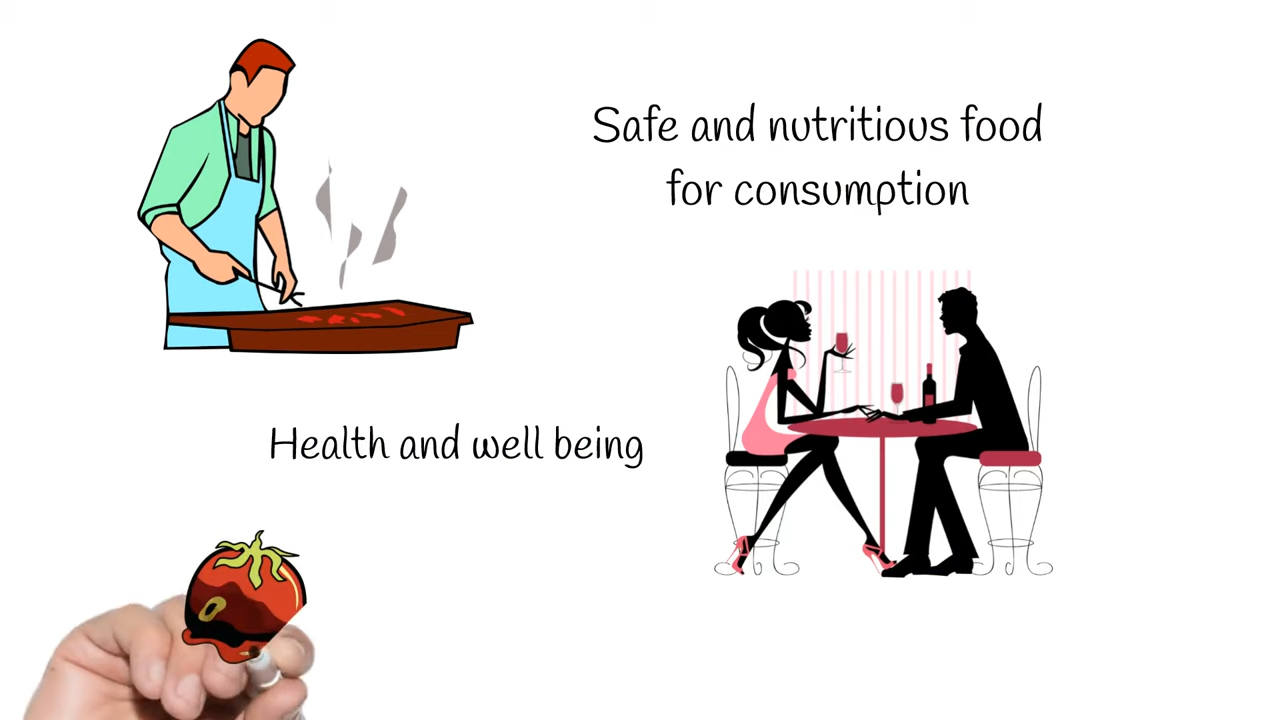 Safe and nutritious food
for consumption
Health and well being